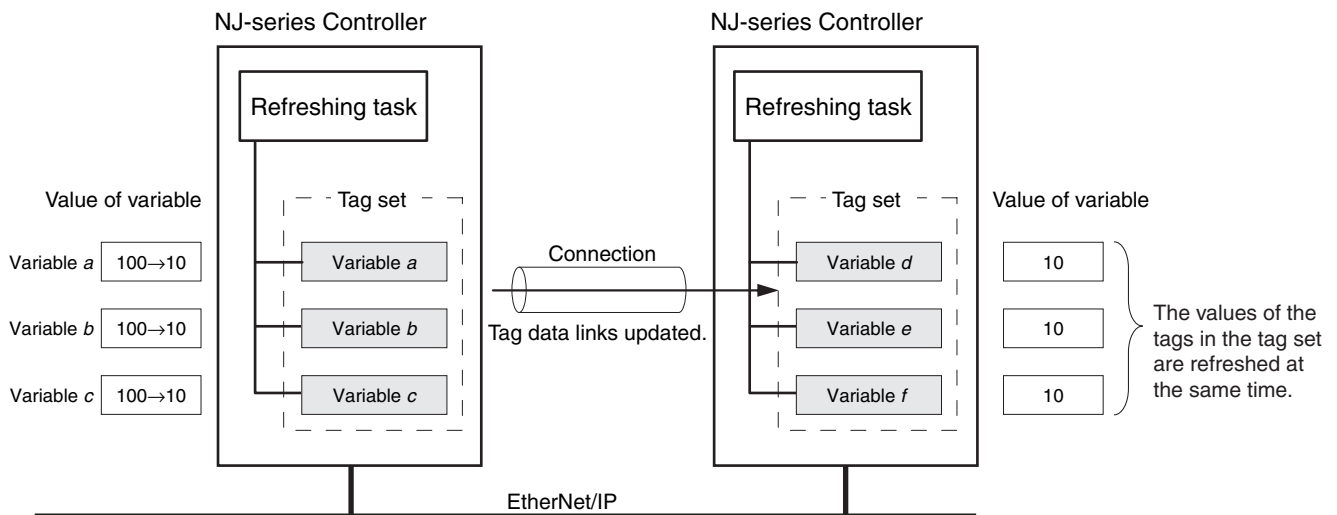 NJ-series Controller
NJ-series Controller
Refreshing task
Refreshing task
Value of variable
Tag set
Tag set
Value of variable
Variable a
100→10
Variable a
Connection
Variable d
10
Variable b
100→10
Variable b
Tag data links updated.
Variable e
10
Variable c
100→10
Variable c
Variable f
10
The values of the
tags in the tag set
are refreshed at
the same time.
EtherNet/IP